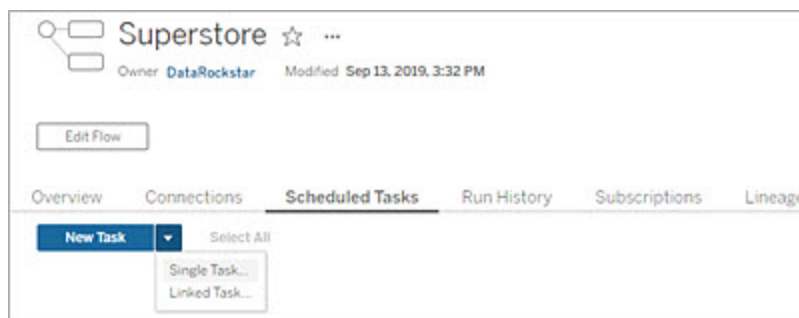 Superstore ☆ ...
Owner DataRockstar Modified Sep 13, 2019, 3:32 PM
Edit Flow
Overview Connections Scheduled Tasks Run History Subscriptions Lineage
New Task Select All
Single Task...
Linked Task...